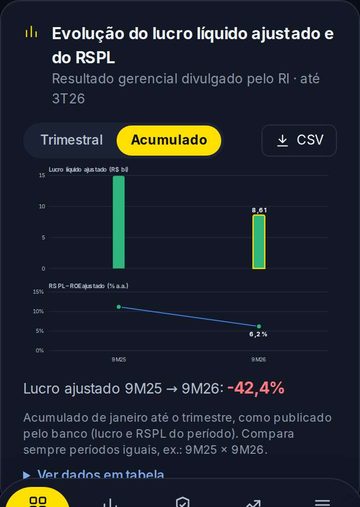 Evolução do lucro líquido ajustado e
do RSPL
Resultado gerencial divulgado pelo RI · até
3T26
Trimestral
Acumulado
CSV
Lucro líquido ajustado (R$ bi)
15
10
5
0
8,61
RSPL – ROE ajustado (% a.a.)
15%
10%
5%
0%
6,2%
9M25
9M26
Lucro ajustado 9M25 → 9M26: -42,4%
Acumulado de janeiro até o trimestre, como publicado
pelo banco (lucro e RSPL do período). Compara
sempre períodos iguais, ex.: 9M25 × 9M26.
▶ Ver dados em tabela